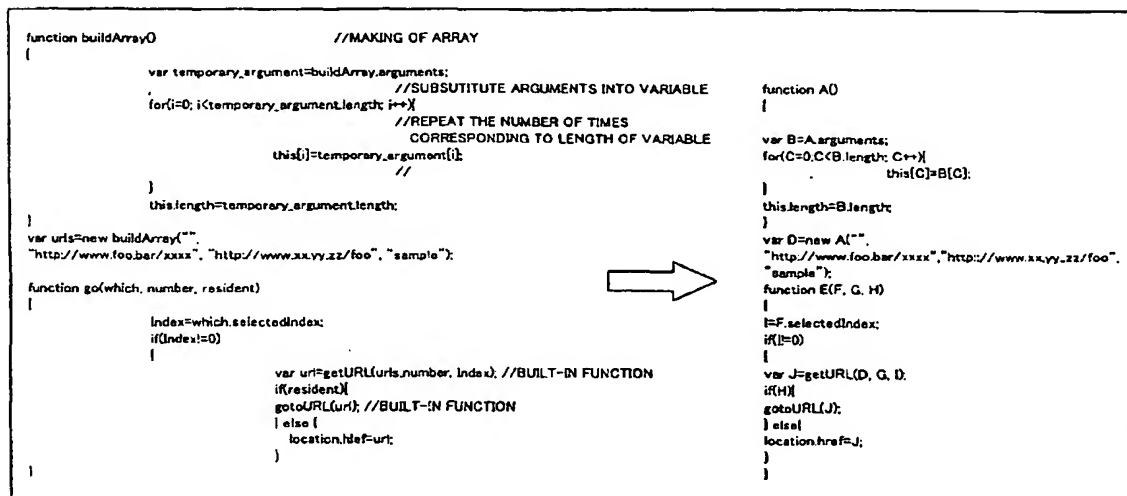 function buildArray() //MAKING OF ARRAY
{
var temporary_argument=buildArray.arguments;
//SUBSUTITUTE ARGUMENTS INTO VARIABLE
for(i=0; i<temporary_argument.length; i++){
//REPEAT THE NUMBER OF TIMES
CORRESPONDING TO LENGTH OF VARIABLE
this[i]=temporary_argument[i];
//
}
this.length=temporary_argument.length;
}
var urls=new buildArray("",
"http://www.foo.bar/xxxx", "http://www.xx.yy.zz/foo", "sample");
function go(which, number, resident)
{
Index=which.selectedIndex;
if(Index!=0)
{
var url=getURL(urls,number, Index); //BUILT-IN FUNCTION
if(resident){
gotoURL(url); //BUILT-IN FUNCTION
} else {
location.href=url;
}
}
function A()
{
var B=A.arguments;
for(C=0;C<B.length; C++){
this[C]=B[C];
}
this.length=B.length;
}
var D=new A("",
"http://www.foo.bar/xxxx","http://www.xx.yy.zz/foo",
"sample");
function E(F, G, H)
{
I=F.selectedIndex;
if(I!=0)
{
var J=getURL(D, G, I);
if(H){
gotoURL(J);
} else{
location.href=J;
}
}